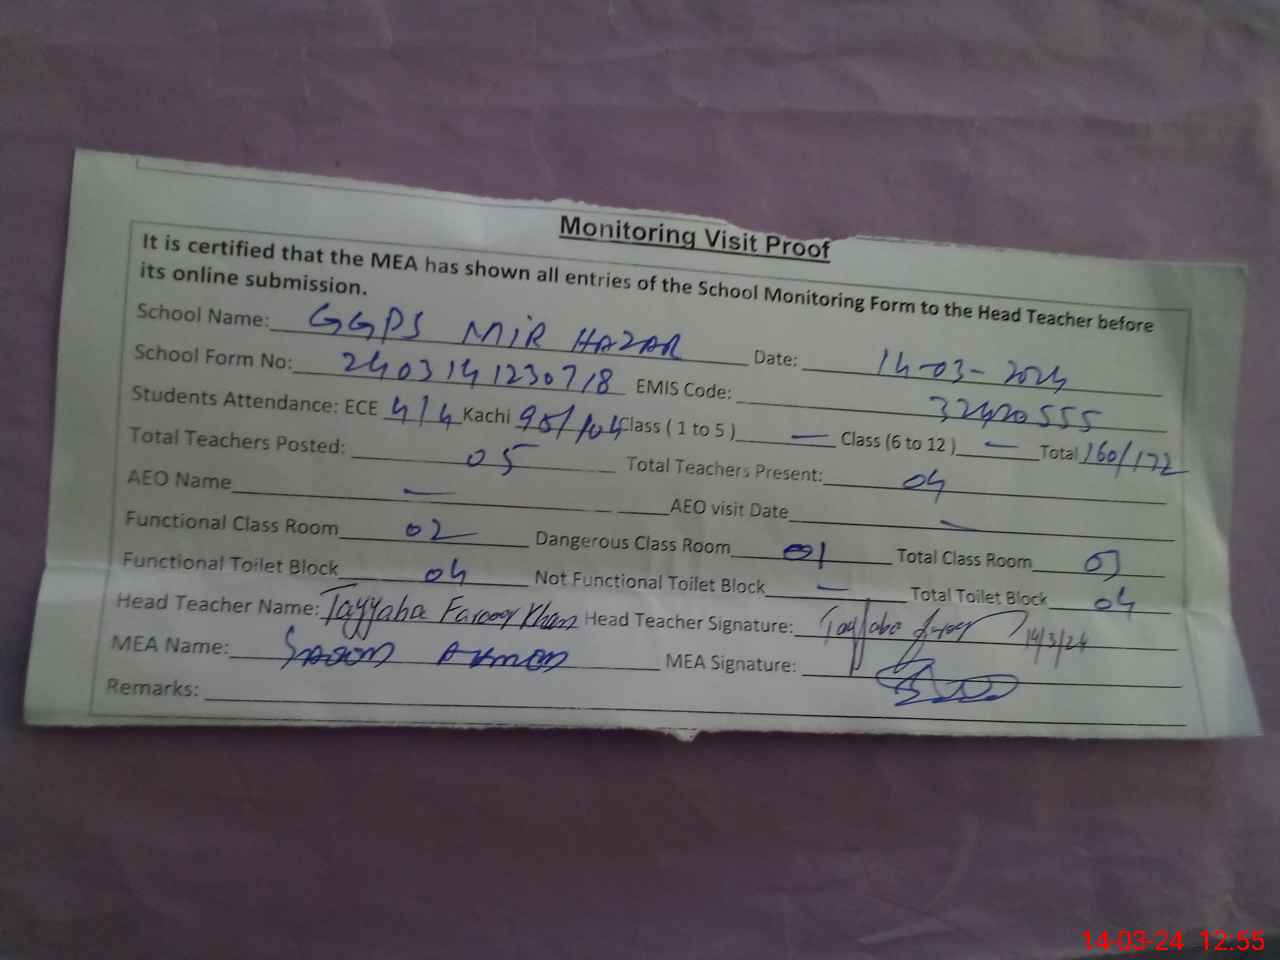 Monitoring Visit Proof
It is certified that the MEA has shown all entries of the School Monitoring Form to the Head Teacher before
its online submission.
School Name: GGPS MIR HAZAR Date: 14-03-2024
School Form No: 24031412307 18 EMIS Code: 32420555
Students Attendance: ECE 4/4 Kachi 95/104 Class ( 1 to 5 ) — Class (6 to 12 ) — Total 160/172
Total Teachers Posted: 05 Total Teachers Present: 04
AEO Name — AEO visit Date —
Functional Class Room 02 Dangerous Class Room 01 Total Class Room 03
Functional Toilet Block 04 Not Functional Toilet Block — Total Toilet Block 04
Head Teacher Name: Tayyaba Farooq Khan Head Teacher Signature: Tayyaba 14/3/24
MEA Name: MEA Signature:
Remarks:
14-03-24 12:55